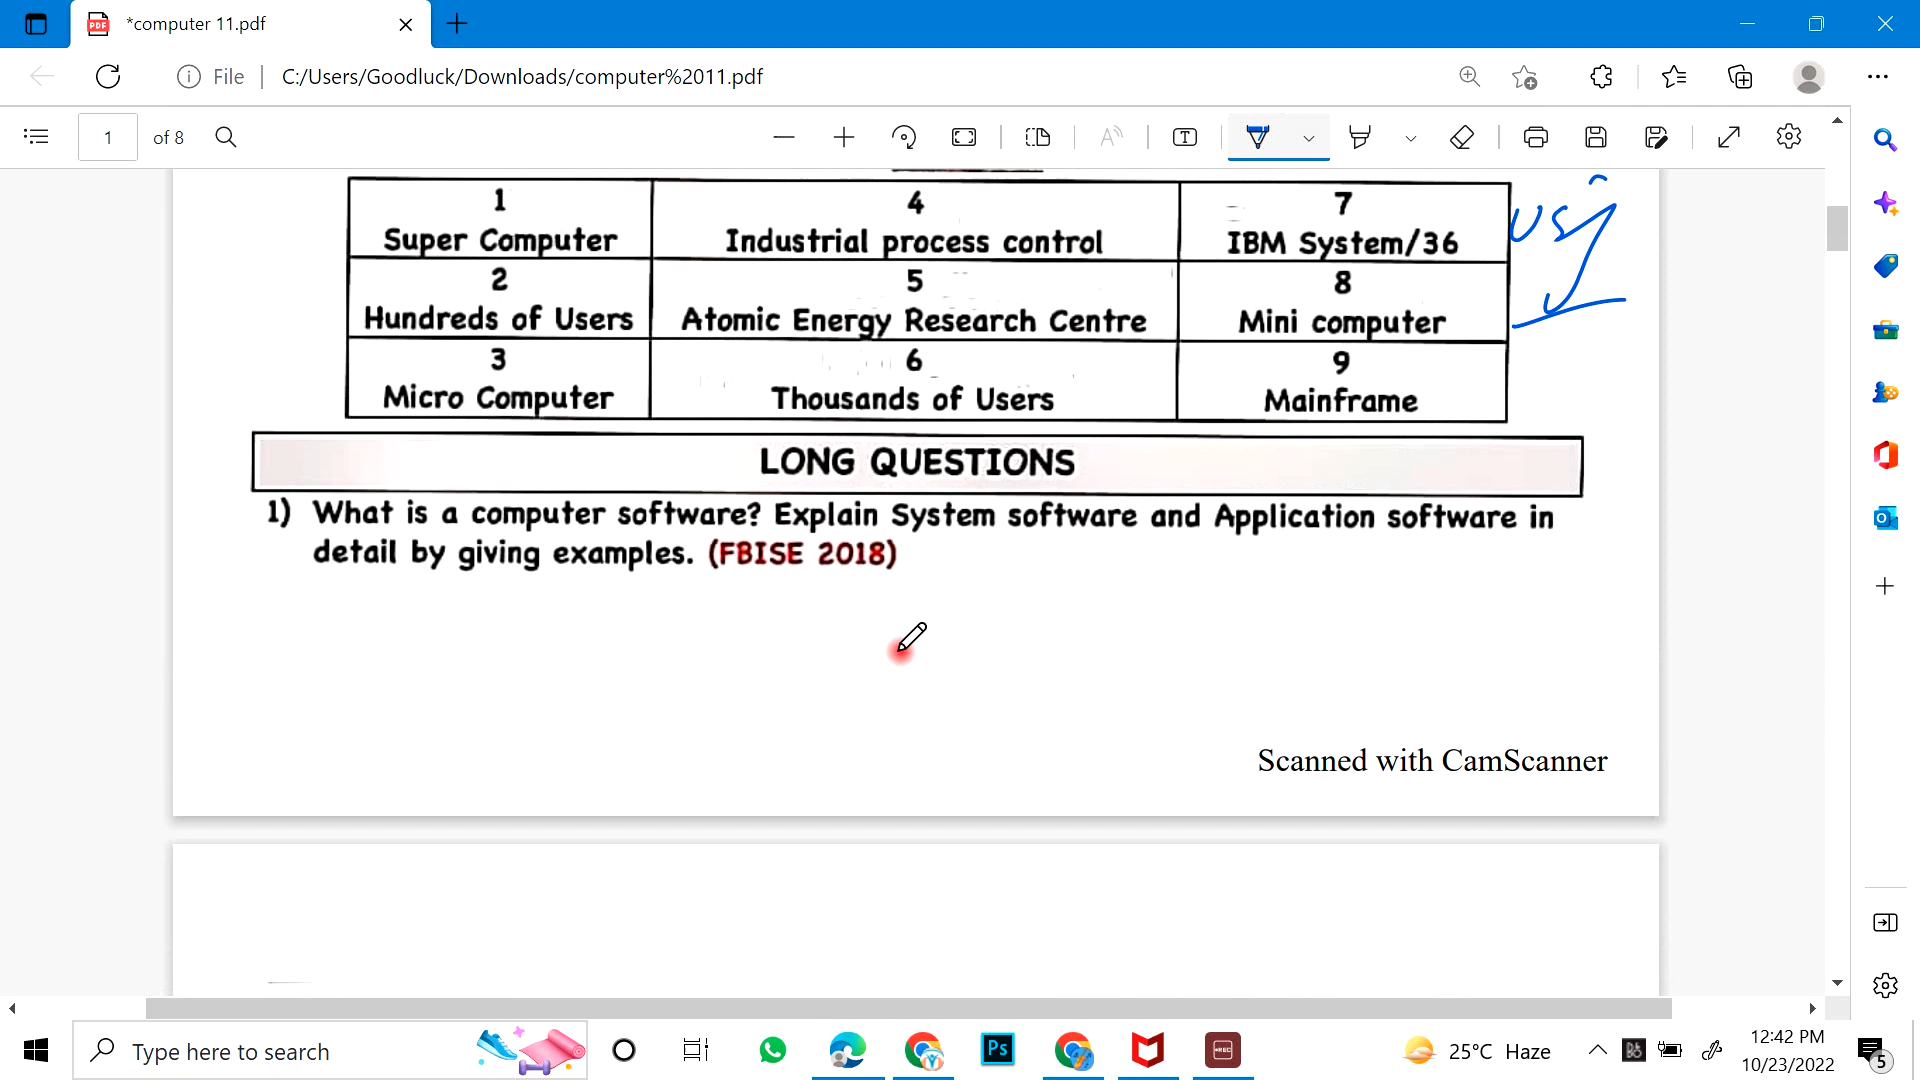 *computer 11.pdf
File
C:/Users/Goodluck/Downloads/computer%2011.pdf
1 of 8
1 4 7
Super Computer Industrial process control IBM System/36
2 5 8
Hundreds of Users Atomic Energy Research Centre Mini computer
3 6 9
Micro Computer Thousands of Users Mainframe
LONG QUESTIONS
1) What is a computer software? Explain System software and Application software in
detail by giving examples. (FBISE 2018)
Scanned with CamScanner
Type here to search
Ps
REC
25°C Haze
12:42 PM
10/23/2022
5